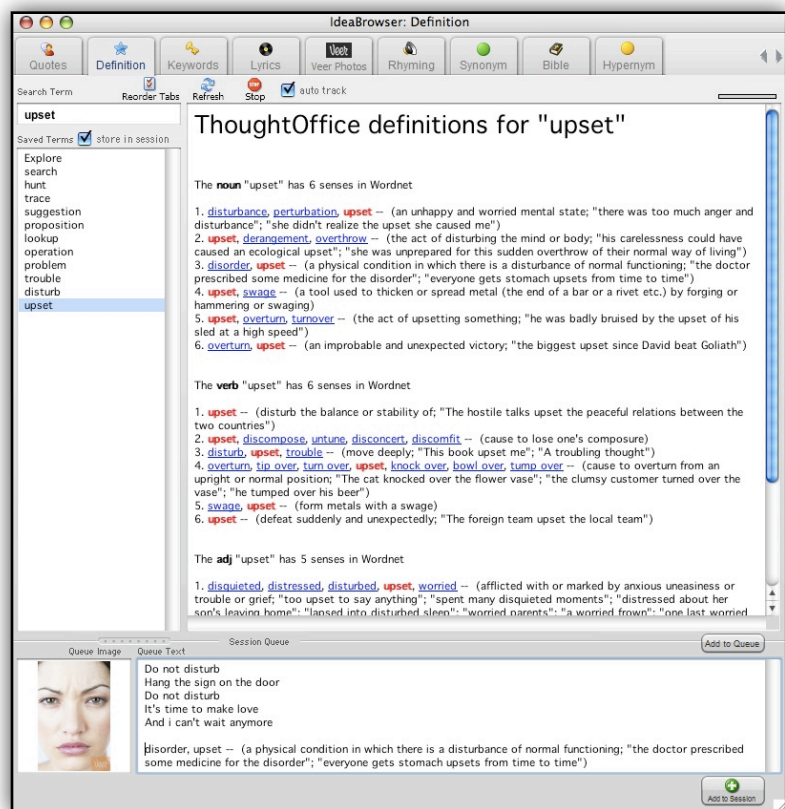 IdeaBrowser: Definition
Quotes
Definition
Keywords
Lyrics
Veer
Veer Photos
Rhyming
Synonym
Bible
Hypernym
Search Term
Reorder Tabs
Refresh
Stop
auto track
upset
Saved Terms
store in session
Explore
search
hunt
trace
suggestion
proposition
lookup
operation
problem
trouble
disturb
upset
ThoughtOffice definitions for "upset"
The noun "upset" has 6 senses in Wordnet
1. disturbance, perturbation, upset -- (an unhappy and worried mental state; "there was too much anger and
disturbance"; "she didn't realize the upset she caused me")
2. upset, derangement, overthrow -- (the act of disturbing the mind or body; "his carelessness could have
caused an ecological upset"; "she was unprepared for this sudden overthrow of their normal way of living")
3. disorder, upset -- (a physical condition in which there is a disturbance of normal functioning; "the doctor
prescribed some medicine for the disorder"; "everyone gets stomach upsets from time to time")
4. upset, swage -- (a tool used to thicken or spread metal (the end of a bar or a rivet etc.) by forging or
hammering or swaging)
5. upset, overturn, turnover -- (the act of upsetting something; "he was badly bruised by the upset of his
sled at a high speed")
6. overturn, upset -- (an improbable and unexpected victory; "the biggest upset since David beat Goliath")
The verb "upset" has 6 senses in Wordnet
1. upset -- (disturb the balance or stability of; "The hostile talks upset the peaceful relations between the
two countries")
2. upset, discompose, untune, disconcert, discomfit -- (cause to lose one's composure)
3. disturb, upset, trouble -- (move deeply; "This book upset me"; "A troubling thought")
4. overturn, tip over, turn over, upset, knock over, bowl over, tump over -- (cause to overturn from an
upright or normal position; "The cat knocked over the flower vase"; "the clumsy customer turned over the
vase"; "he tumped over his beer")
5. swage, upset -- (form metals with a swage)
6. upset -- (defeat suddenly and unexpectedly; "The foreign team upset the local team")
The adj "upset" has 5 senses in Wordnet
1. disquieted, distressed, disturbed, upset, worried -- (afflicted with or marked by anxious uneasiness or
trouble or grief; "too upset to say anything"; "spent many disquieted moments"; "distressed about her
son's leaving home"; "lapsed into disturbed sleep"; "worried parents"; "a worried frown"; "one last worried
Session Queue
Add to Queue
Queue Image
Queue Text
Do not disturb
Hang the sign on the door
Do not disturb
It's time to make love
And i can't wait anymore
disorder, upset -- (a physical condition in which there is a disturbance of normal functioning; "the doctor prescribed
some medicine for the disorder"; "everyone gets stomach upsets from time to time")
Add to Session